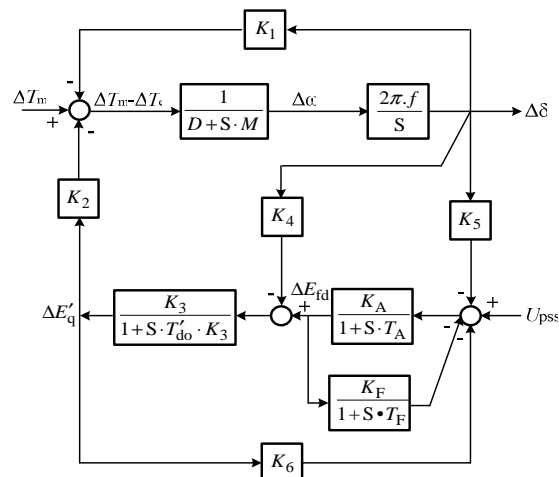 K1
-
ΔTm
+
-
ΔTm-ΔTe
1
D+S·M
Δω
2π.f
S
Δδ
K2
K4
K5
ΔE′q
K3
1+S·T′do·K3
-
+
ΔEfd
KA
1+S·TA
-
+
-
-
Upss
KF
1+S•TF
K6